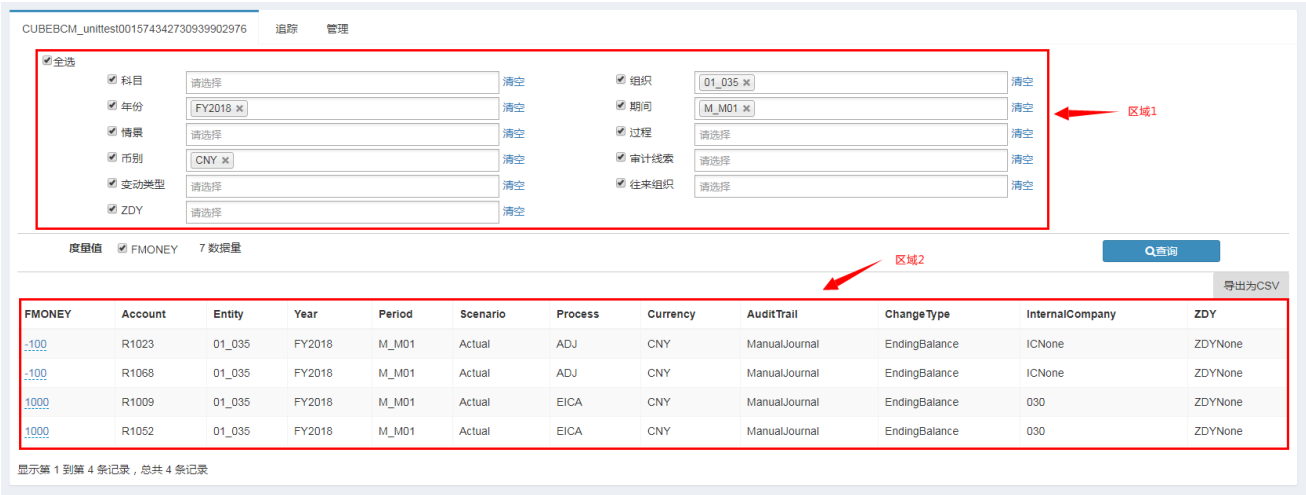 CUBEBCM_unittest001574342730939902976 追踪 管理
全选
科目 请选择 清空 组织 01_035 × 清空
年份 FY2018 × 清空 期间 M_M01 × 清空
区域1
情景 请选择 清空 过程 请选择 清空
币别 CNY × 清空 审计线索 请选择 清空
变动类型 请选择 清空 往来组织 请选择 清空
ZDY 请选择 清空
度量值 FMONEY 7 数据量 查询
区域2
导出为CSV
FMONEY Account Entity Year Period Scenario Process Currency AuditTrail ChangeType InternalCompany ZDY
-100 R1023 01_035 FY2018 M_M01 Actual ADJ CNY ManualJournal EndingBalance ICNone ZDYNone
-100 R1068 01_035 FY2018 M_M01 Actual ADJ CNY ManualJournal EndingBalance ICNone ZDYNone
1000 R1009 01_035 FY2018 M_M01 Actual EICA CNY ManualJournal EndingBalance 030 ZDYNone
1000 R1052 01_035 FY2018 M_M01 Actual EICA CNY ManualJournal EndingBalance 030 ZDYNone
显示第 1 到第 4 条记录，总共 4 条记录